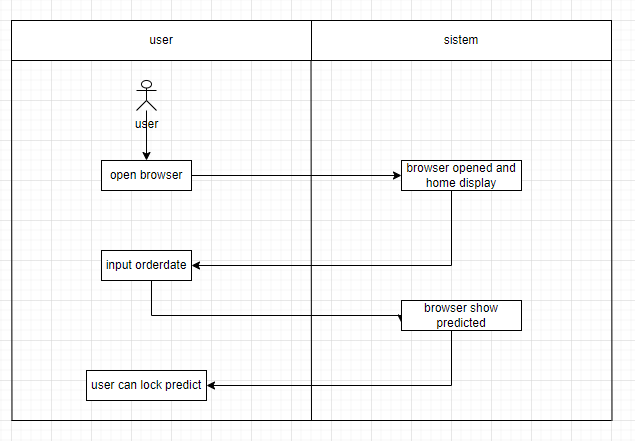 user
sistem
user
open browser
browser opened and
home display
input orderdate
browser show
predicted
user can lock predict